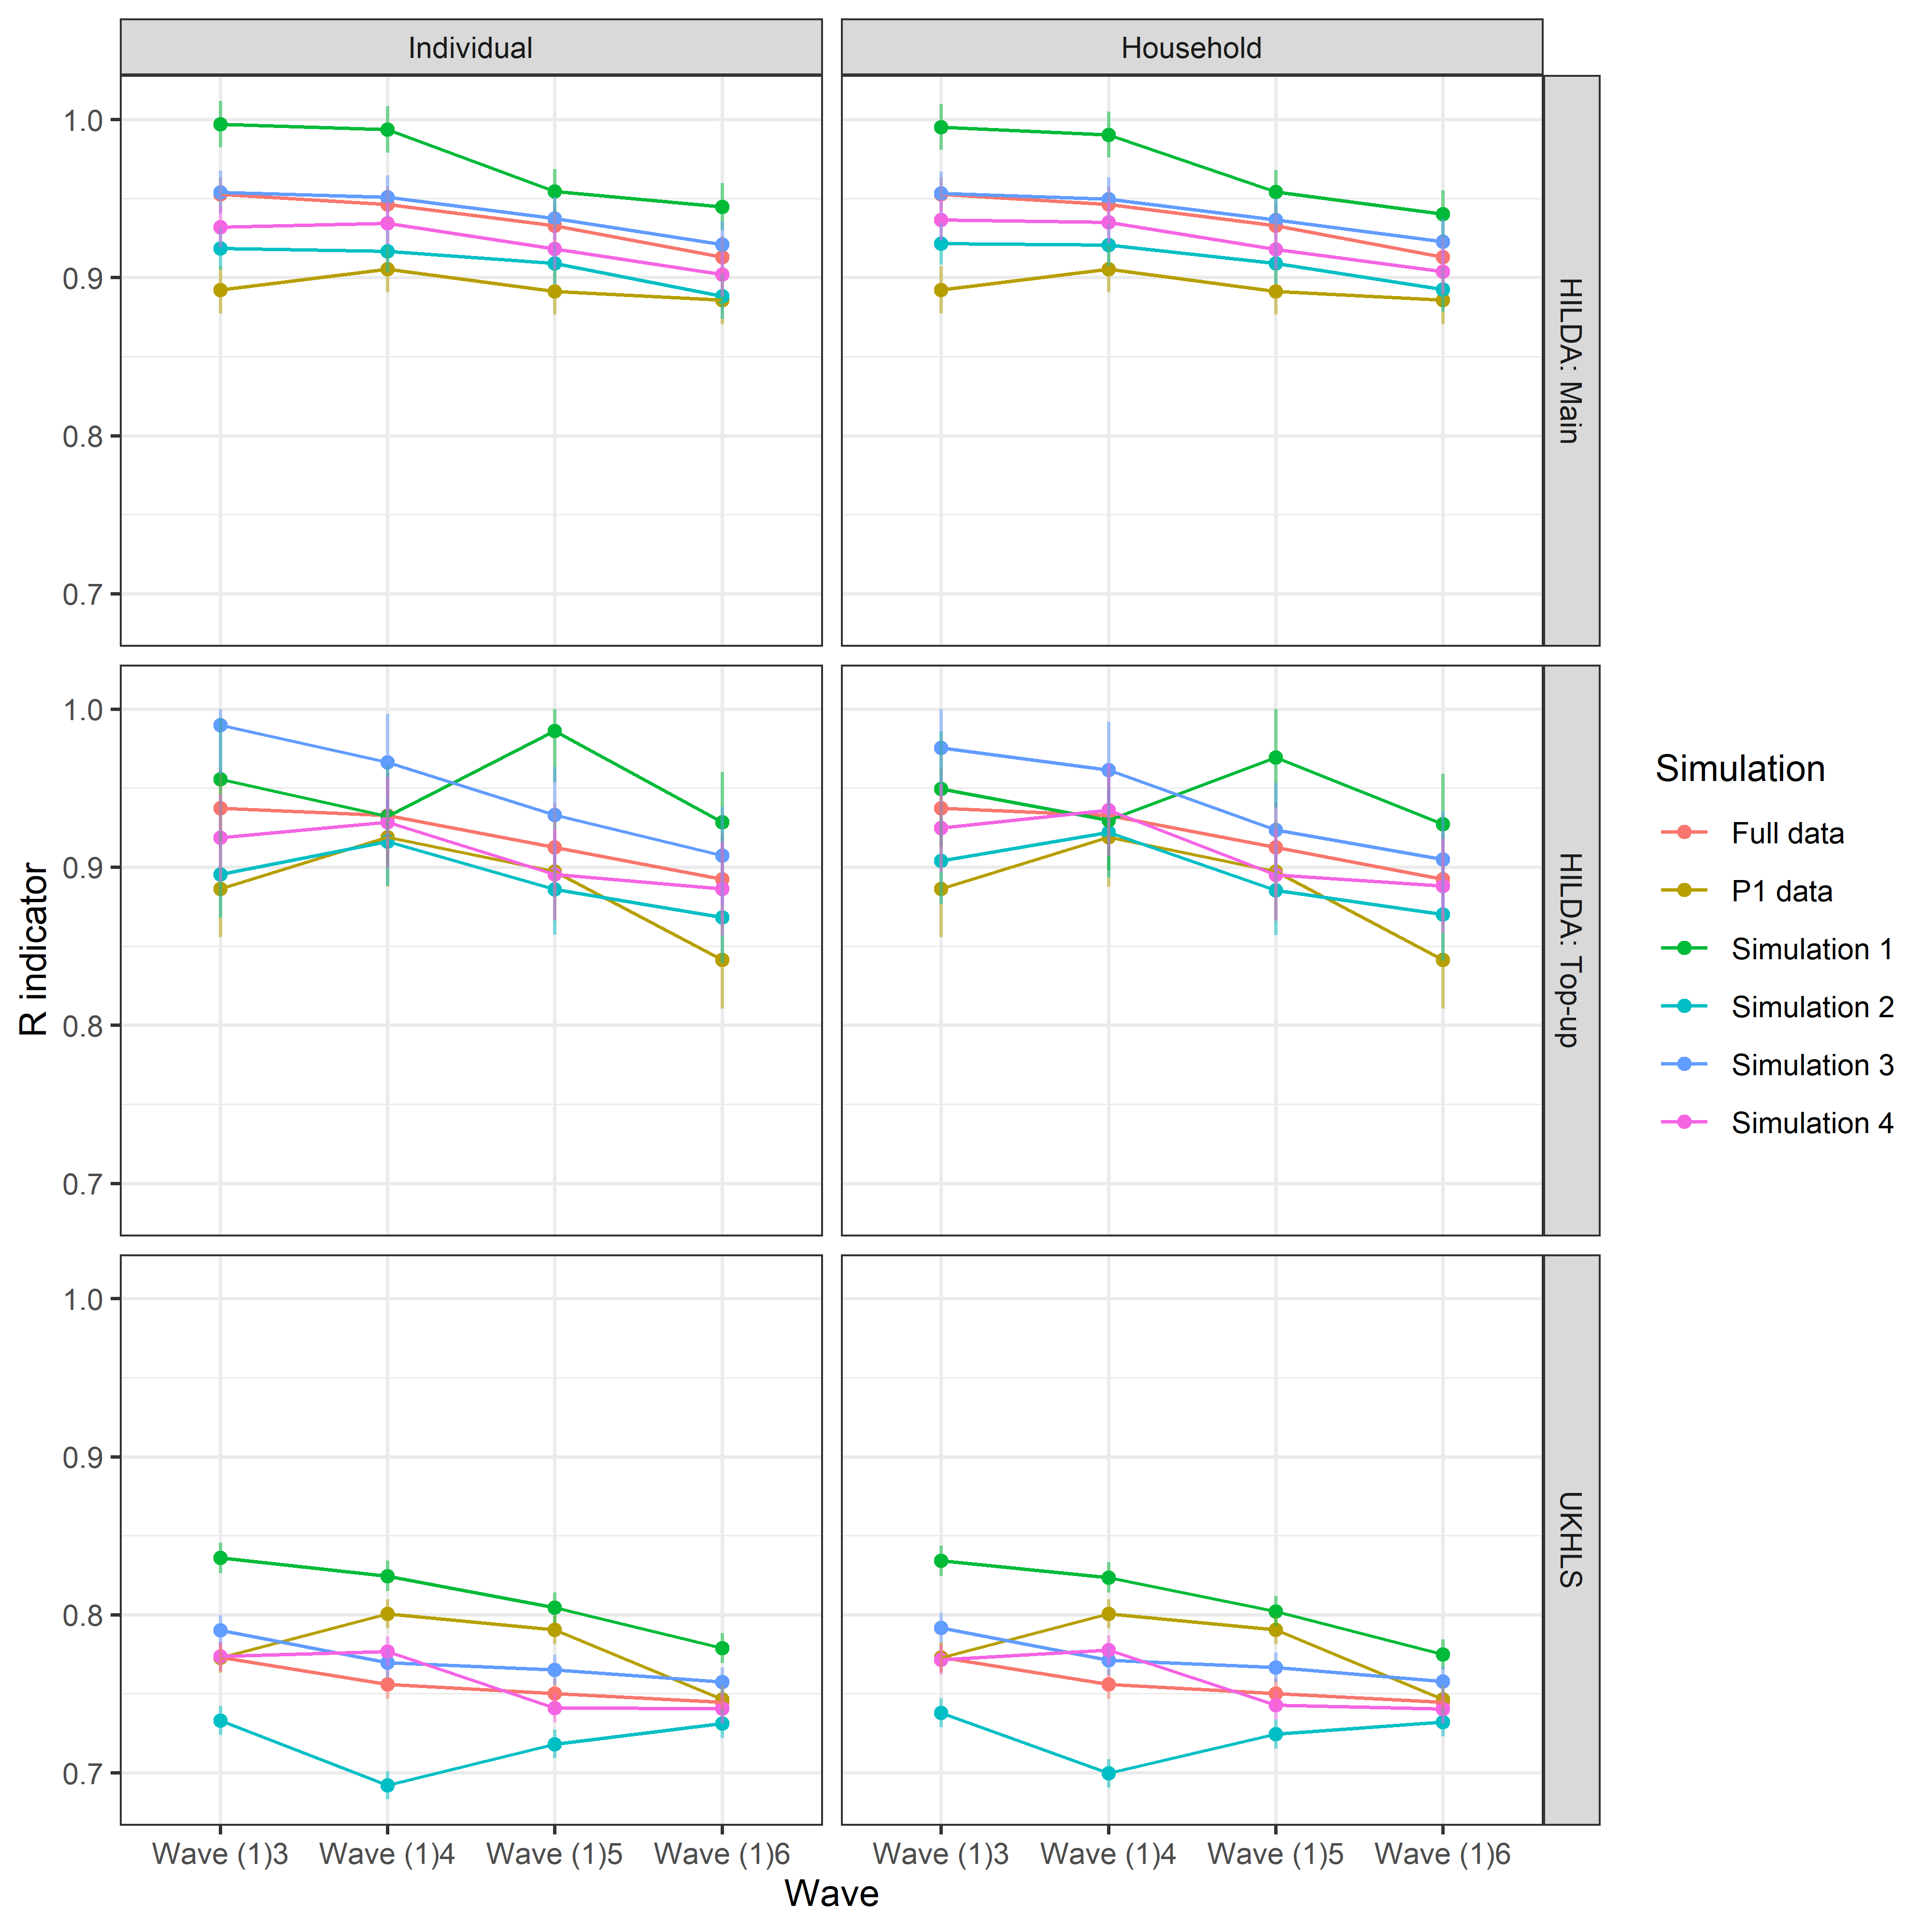 Individual
Household
1.0
0.9
0.8
0.7
HILDA: Main
1.0
0.9
0.8
0.7
HILDA: Top-up
1.0
0.9
0.8
0.7
UKHLS
R indicator
Wave (1)3 Wave (1)4 Wave (1)5 Wave (1)6
Wave (1)3 Wave (1)4 Wave (1)5 Wave (1)6
Wave
Simulation
Full data
P1 data
Simulation 1
Simulation 2
Simulation 3
Simulation 4